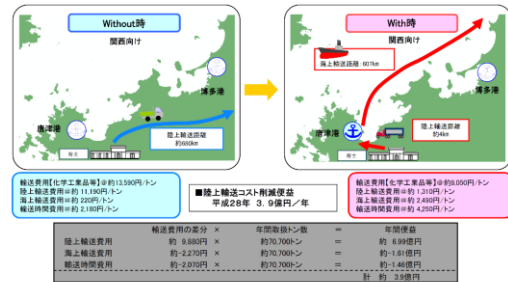 Without時
関西向け
博多港
唐津港
荷主
陸上輸送距離
約680km
With時
関西向け
海上輸送距離:607km
博多港
唐津港
陸上輸送距離
約4km
荷主
輸送費用【化学工業品等】@約13,590円/トン
陸上輸送費用@約 11,190円/トン
海上輸送費用@約 220円/トン
輸送時間費用@約 2,180円/トン
■陸上輸送コスト削減便益
平成28年 3.9億円/年
輸送費用【化学工業品等】@約8,050円/トン
陸上輸送費用@約 1,310円/トン
海上輸送費用@約 2,490円/トン
輸送時間費用@約 4,250円/トン
輸送費用の差分 × 年間取扱トン数 = 年間便益
陸上輸送費用 約 9,880円 × 約70,700トン = 約 6.99億円
海上輸送費用 約-2,270円 × 約70,700トン = 約-1.61億円
輸送時間費用 約-2,070円 × 約70,700トン = 約-1.46億円
計 約 3.9億円